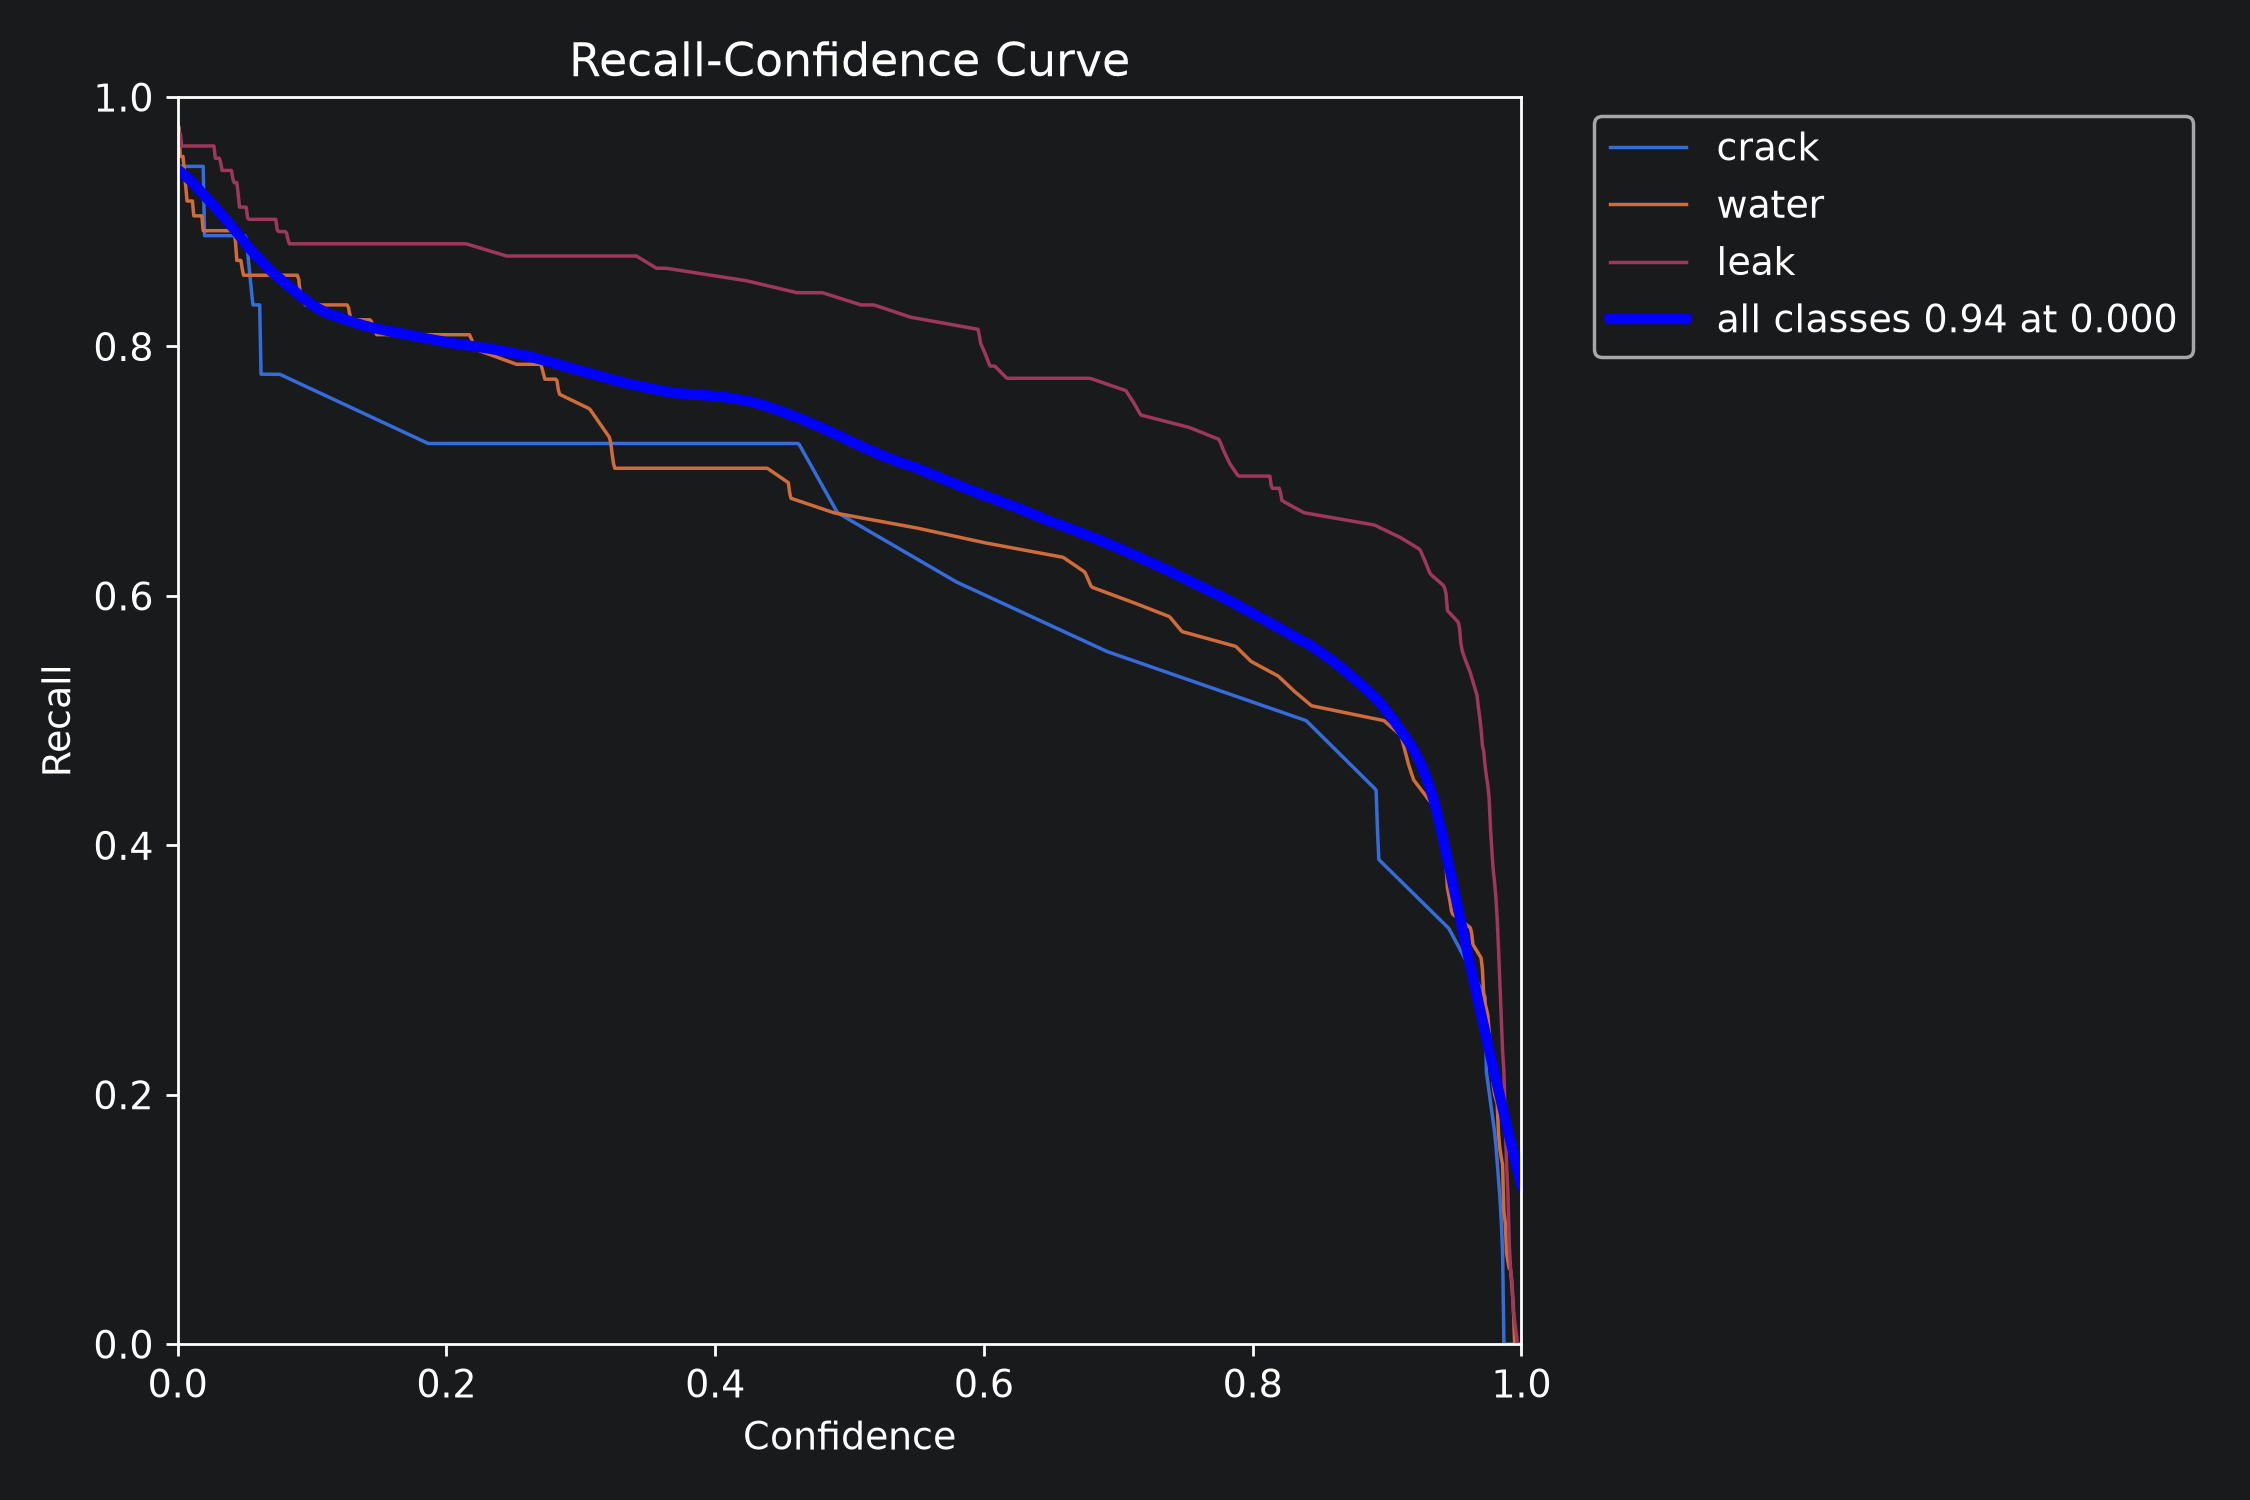 Recall-Confidence Curve
1.0
0.8
0.6
0.4
0.2
0.0
Recall
0.0 0.2 0.4 0.6 0.8 1.0
Confidence
crack
water
leak
all classes 0.94 at 0.000